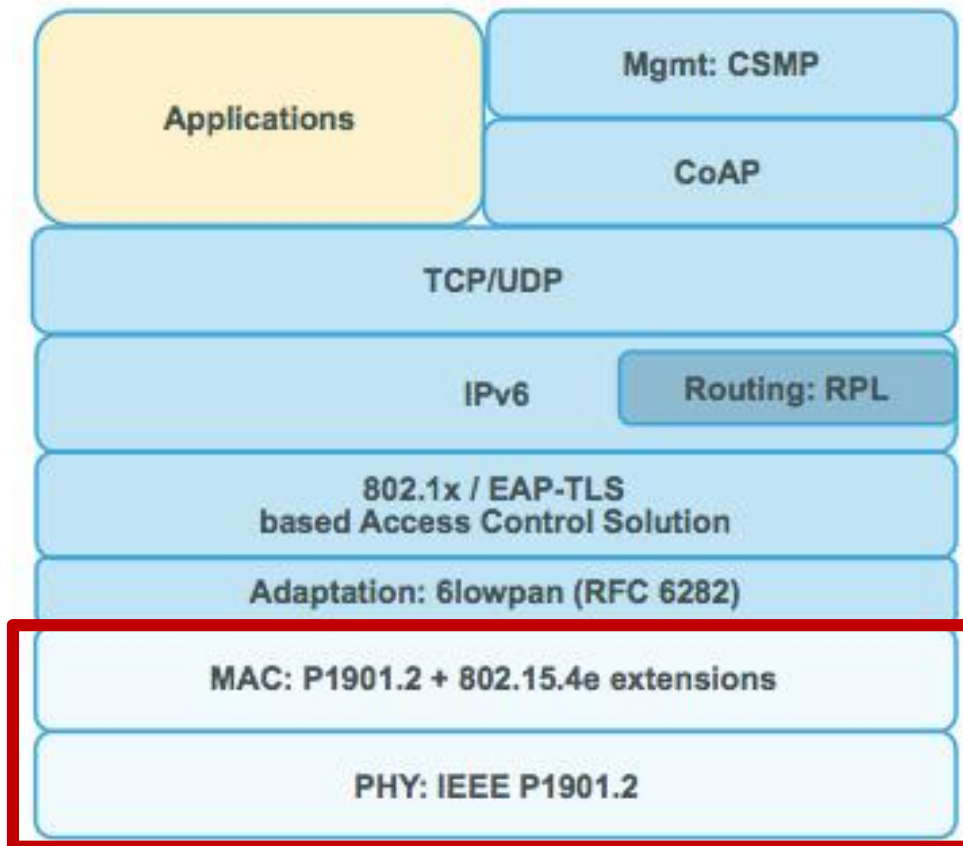 Applications
Mgmt: CSMP
CoAP
TCP/UDP
IPv6
Routing: RPL
802.1x / EAP-TLS
based Access Control Solution
Adaptation: 6lowpan (RFC 6282)
MAC: P1901.2 + 802.15.4e extensions
PHY: IEEE P1901.2